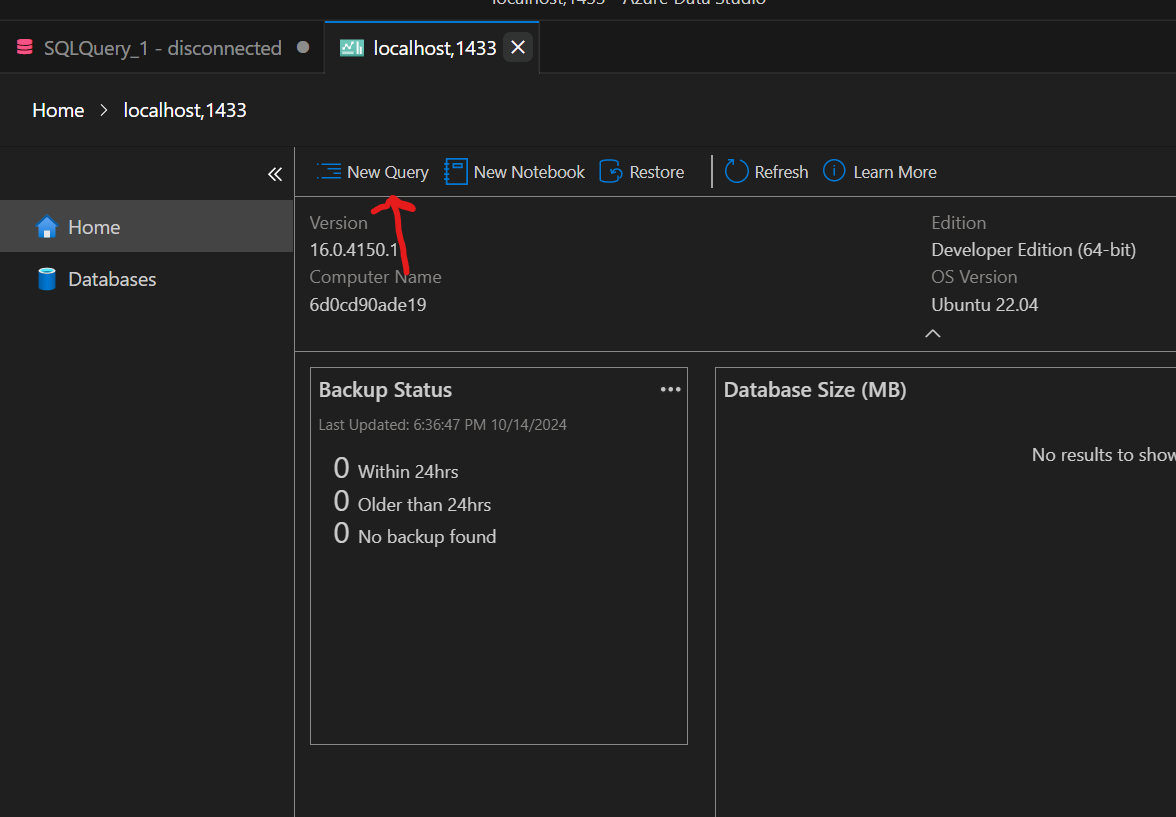 localhost,1433 - Azure Data Studio
SQLQuery_1 - disconnected
localhost,1433
Home > localhost,1433
New Query New Notebook Restore Refresh Learn More
Home
Databases
Version
16.0.4150.1
Computer Name
6d0cd90ade19
Edition
Developer Edition (64-bit)
OS Version
Ubuntu 22.04
Backup Status
Last Updated: 6:36:47 PM 10/14/2024
0 Within 24hrs
0 Older than 24hrs
0 No backup found
Database Size (MB)
No results to show